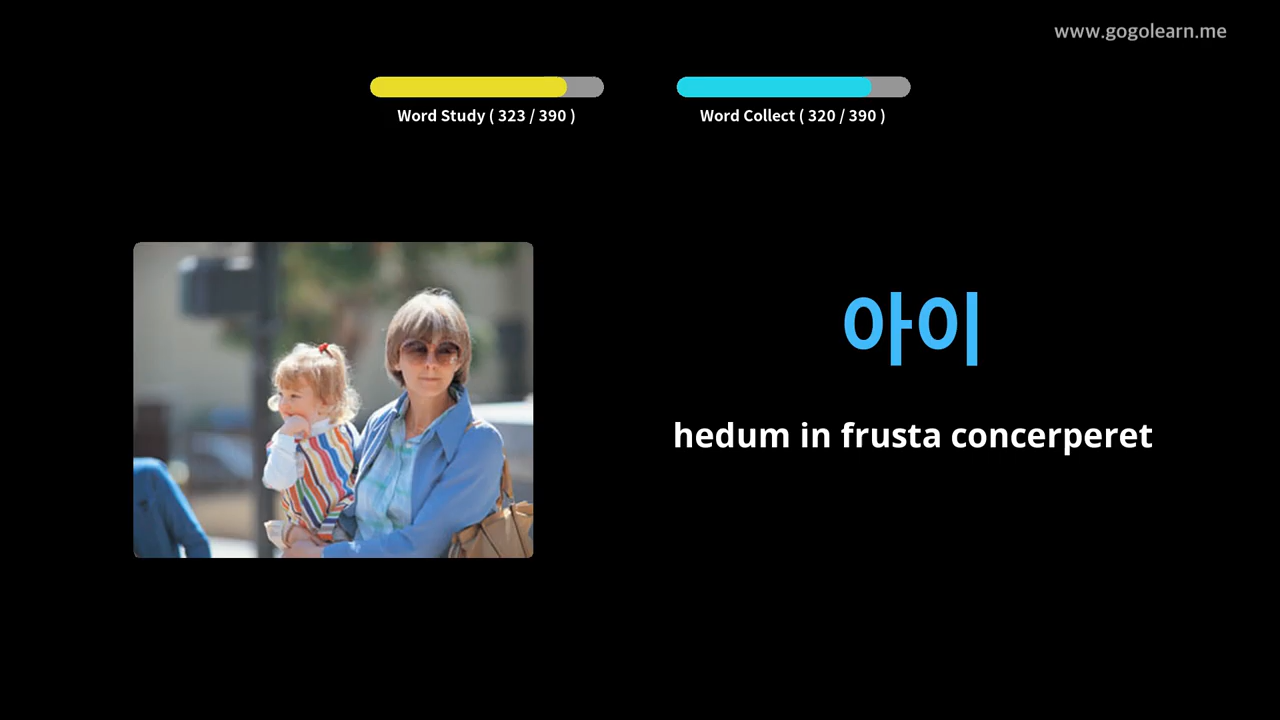 www.gogolearn.me
Word Study ( 323 / 390 )
Word Collect ( 320 / 390 )
아이
hedum in frusta concerperet